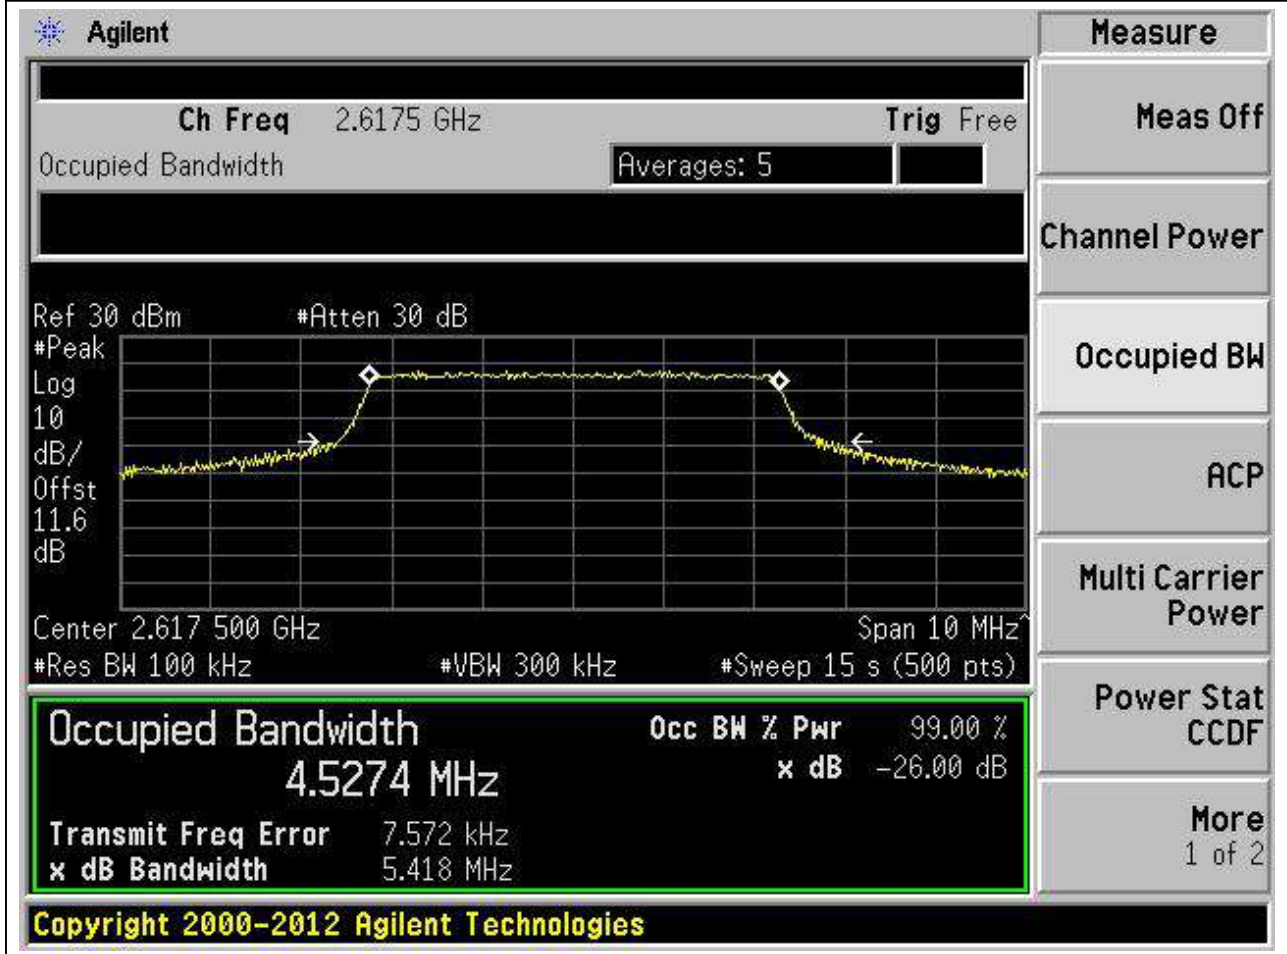 Agilent
Measure
Ch Freq 2.6175 GHz Trig Free
Occupied Bandwidth Averages: 5
Ref 30 dBm #Atten 30 dB
#Peak
Log
10
dB/
Offst
11.6
dB
Center 2.617 500 GHz Span 10 MHz^
#Res BW 100 kHz #VBW 300 kHz #Sweep 15 s (500 pts)
Occupied Bandwidth Occ BW % Pwr 99.00 %
4.5274 MHz x dB -26.00 dB
Transmit Freq Error 7.572 kHz
x dB Bandwidth 5.418 MHz
Meas Off
Channel Power
Occupied BW
ACP
Multi Carrier
Power
Power Stat
CCDF
More
1 of 2
Copyright 2000-2012 Agilent Technologies